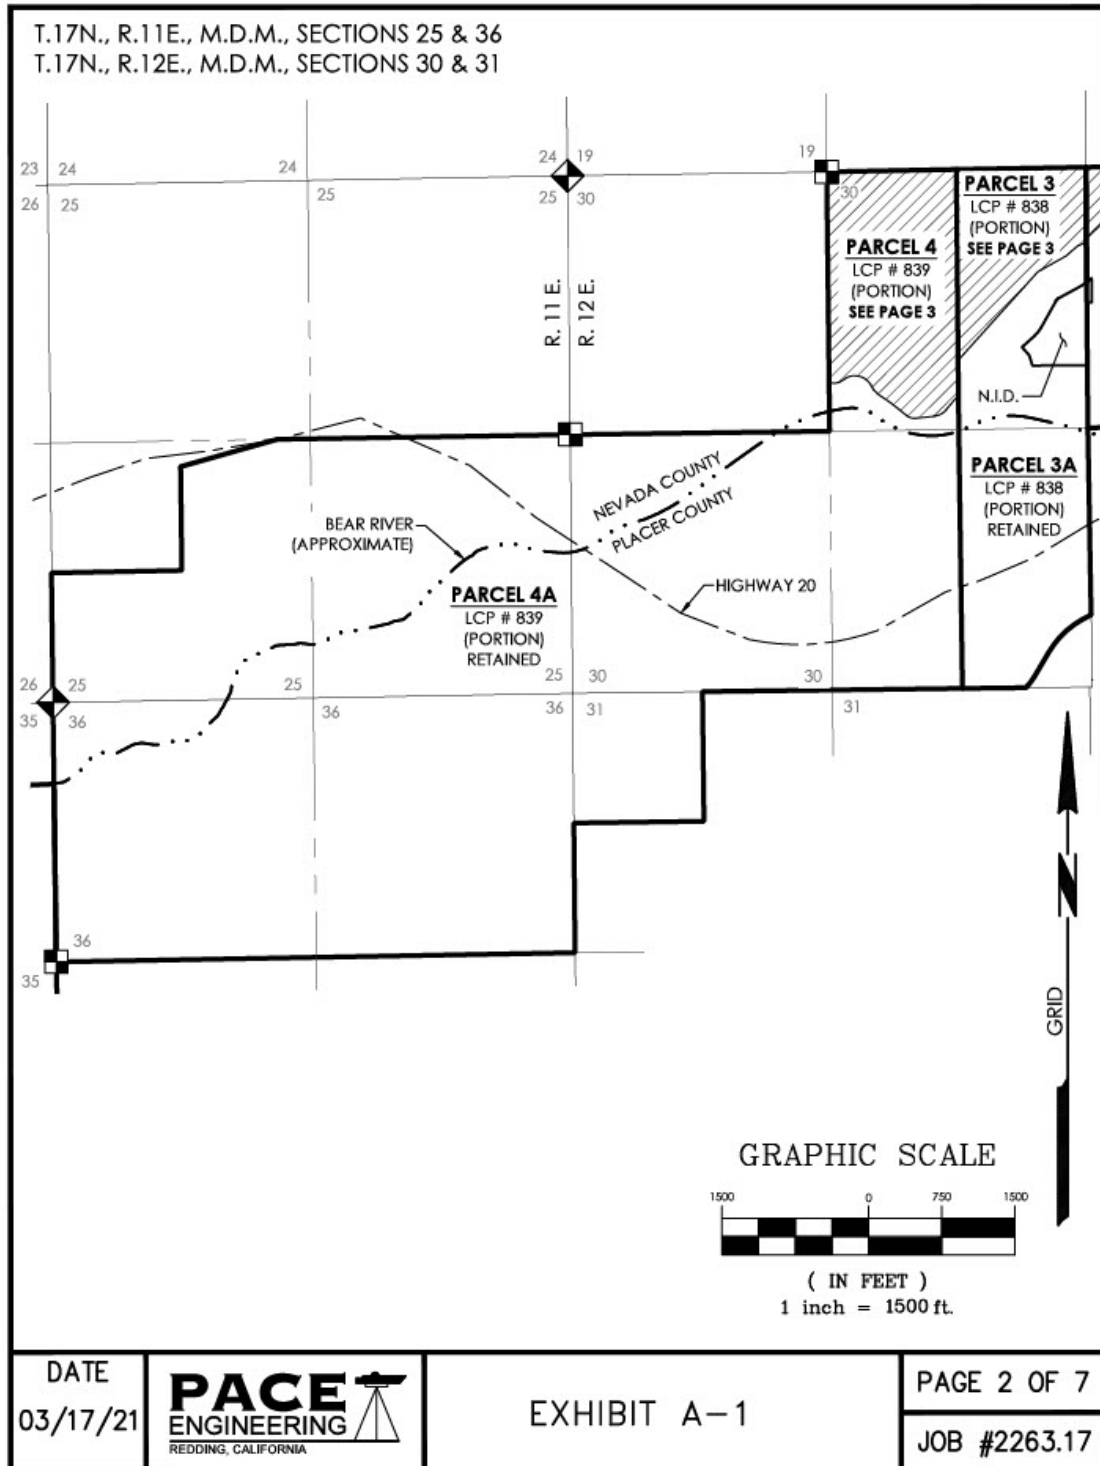 T.17N., R.11E., M.D.M., SECTIONS 25 & 36
T.17N., R.12E., M.D.M., SECTIONS 30 & 31
23 24
26 25
24
25
24 19
25 30
19
30
PARCEL 3
LCP # 838
(PORTION)
SEE PAGE 3
PARCEL 4
LCP # 839
(PORTION)
SEE PAGE 3
R. 11 E.
R. 12 E.
N.I.D.
NEVADA COUNTY
PLACER COUNTY
PARCEL 3A
LCP # 838
(PORTION)
RETAINED
BEAR RIVER
(APPROXIMATE)
HIGHWAY 20
PARCEL 4A
LCP # 839
(PORTION)
RETAINED
26 25
35 36
25
36
25 30
36 31
30
31
36
35
N
GRID
GRAPHIC SCALE
1500 0 750 1500
( IN FEET )
1 inch = 1500 ft.
DATE
03/17/21
PACE
ENGINEERING
REDDING, CALIFORNIA
EXHIBIT A-1
PAGE 2 OF 7
JOB #2263.17